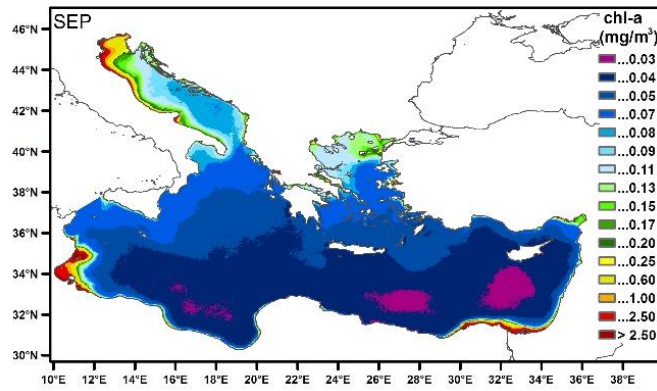 SEP
chl-a
(mg/m³)
...0.03
...0.04
...0.05
...0.07
...0.08
...0.09
...0.11
...0.13
...0.15
...0.17
...0.20
...0.25
...0.60
...1.00
...2.50
> 2.50
46°N
44°N
42°N
40°N
38°N
36°N
34°N
32°N
30°N
10°E 12°E 14°E 16°E 18°E 20°E 22°E 24°E 26°E 28°E 30°E 32°E 34°E 36°E 38°E